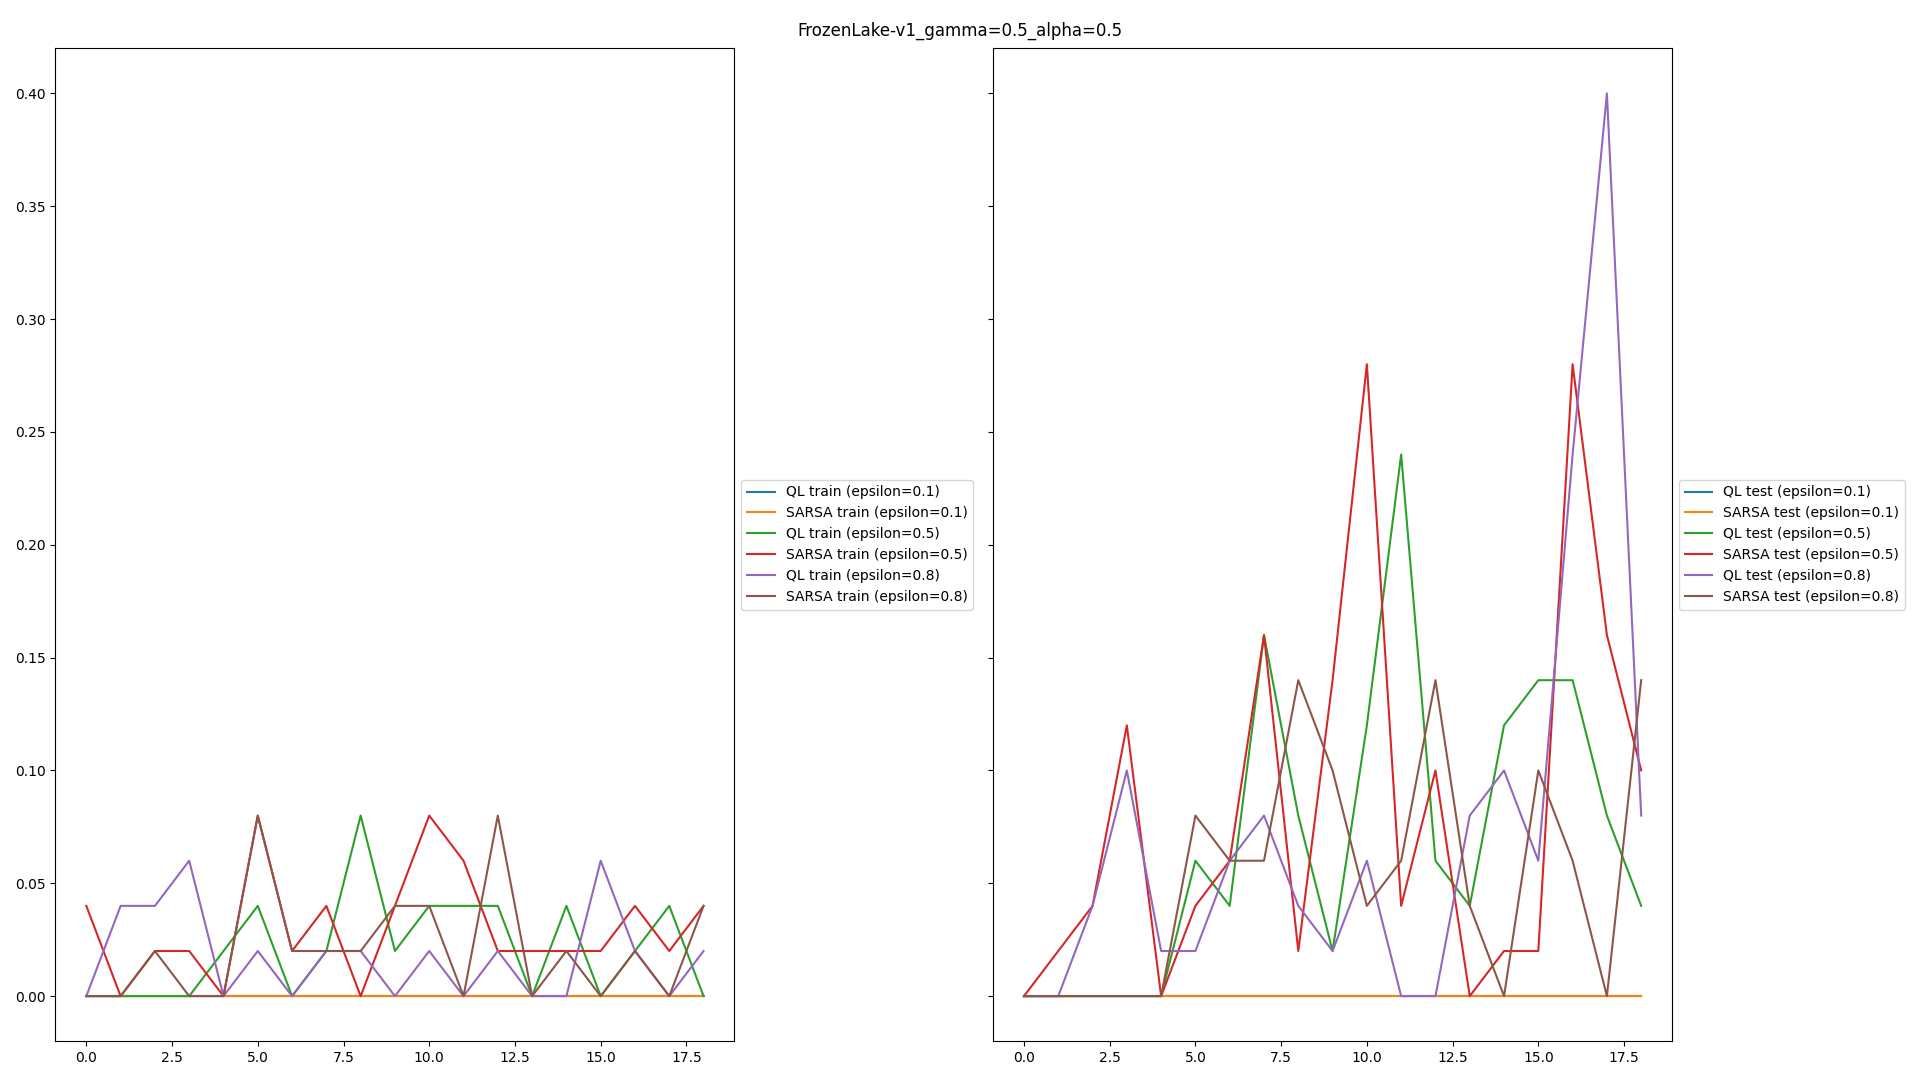 FrozenLake-v1_gamma=0.5_alpha=0.5
0.40
0.35
0.30
0.25
0.20
0.15
0.10
0.05
0.00
0.0 2.5 5.0 7.5 10.0 12.5 15.0 17.5
QL train (epsilon=0.1)
SARSA train (epsilon=0.1)
QL train (epsilon=0.5)
SARSA train (epsilon=0.5)
QL train (epsilon=0.8)
SARSA train (epsilon=0.8)
0.0 2.5 5.0 7.5 10.0 12.5 15.0 17.5
QL test (epsilon=0.1)
SARSA test (epsilon=0.1)
QL test (epsilon=0.5)
SARSA test (epsilon=0.5)
QL test (epsilon=0.8)
SARSA test (epsilon=0.8)